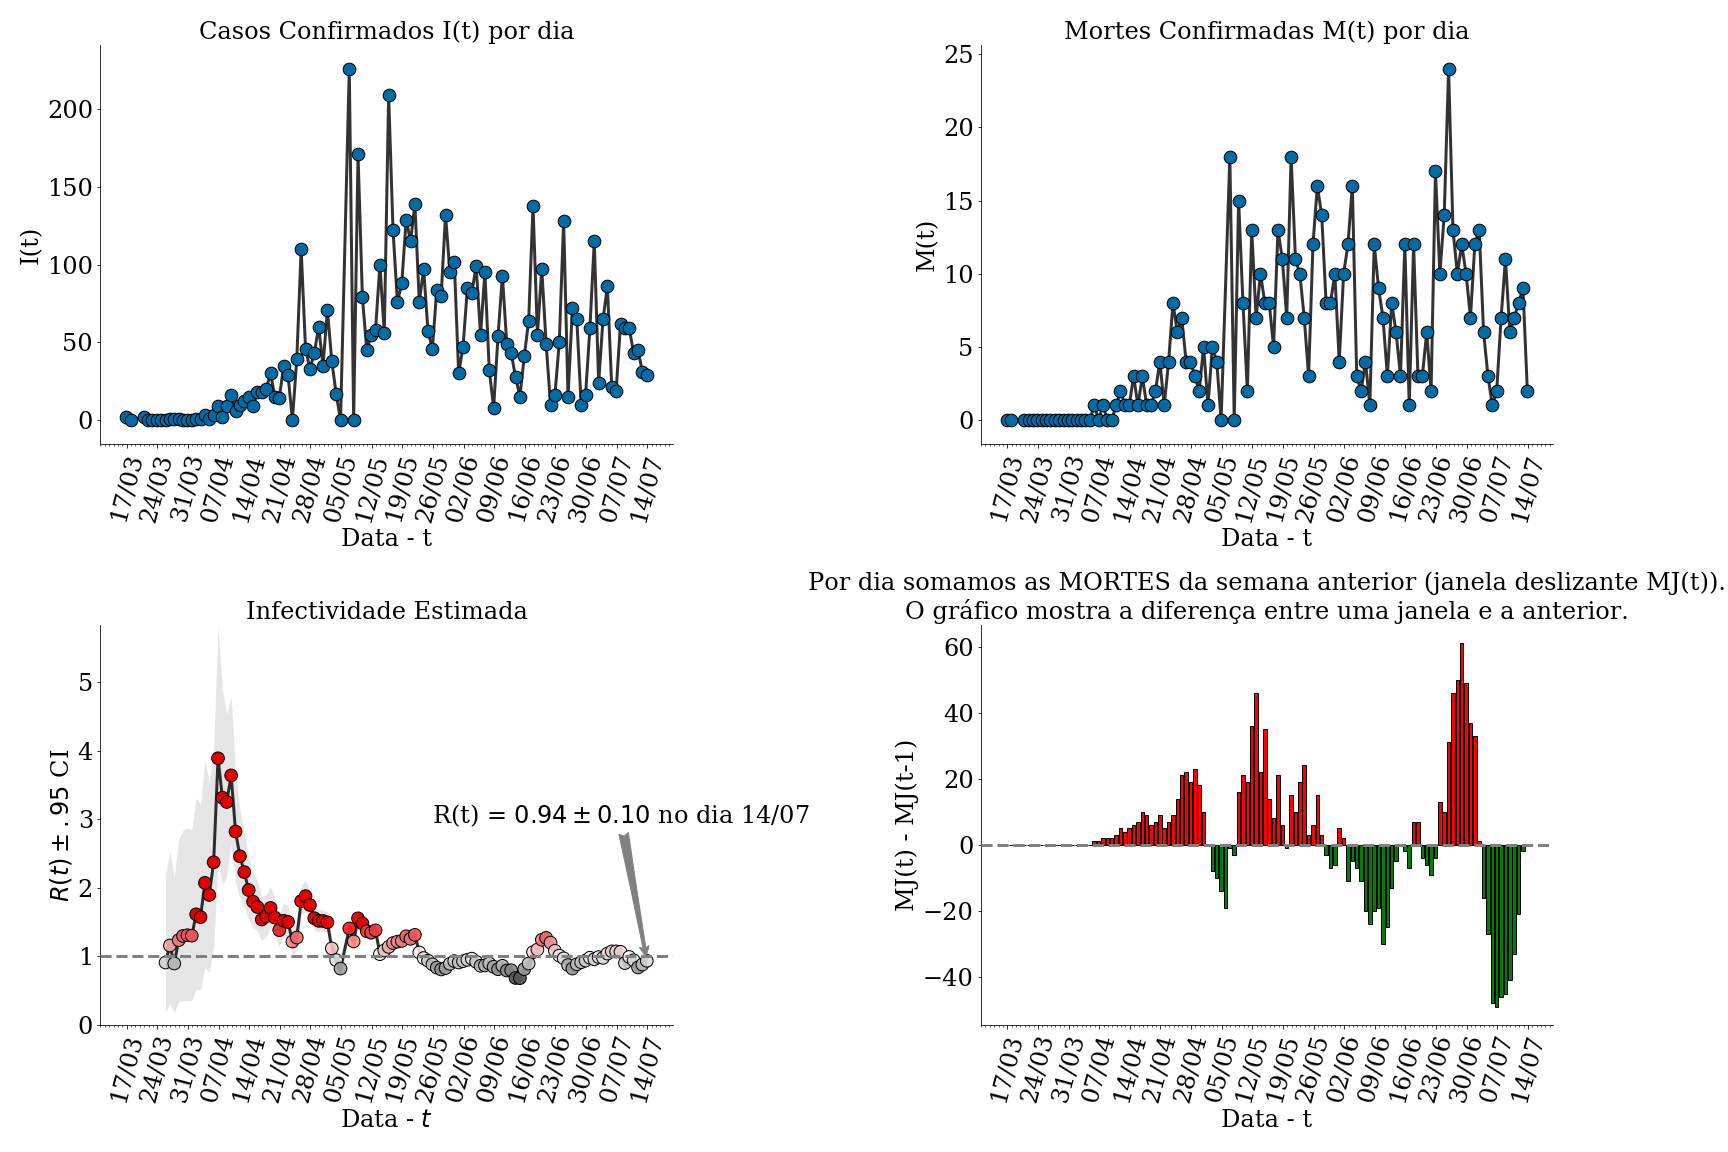 Casos Confirmados I(t) por dia
I(t)
200
150
100
50
0
17/03 24/03 31/03 07/04 14/04 21/04 28/04 05/05 12/05 19/05 26/05 02/06 09/06 16/06 23/06 30/06 07/07 14/07
Data - t
Mortes Confirmadas M(t) por dia
M(t)
25
20
15
10
5
0
17/03 24/03 31/03 07/04 14/04 21/04 28/04 05/05 12/05 19/05 26/05 02/06 09/06 16/06 23/06 30/06 07/07 14/07
Data - t
Infectividade Estimada
R(t) ± .95 CI
5
4
3
2
1
0
R(t) = 0.94 ± 0.10 no dia 14/07
17/03 24/03 31/03 07/04 14/04 21/04 28/04 05/05 12/05 19/05 26/05 02/06 09/06 16/06 23/06 30/06 07/07 14/07
Data - t
Por dia somamos as MORTES da semana anterior (janela deslizante MJ(t)).
O gráfico mostra a diferença entre uma janela e a anterior.
MJ(t) - MJ(t-1)
60
40
20
0
−20
−40
17/03 24/03 31/03 07/04 14/04 21/04 28/04 05/05 12/05 19/05 26/05 02/06 09/06 16/06 23/06 30/06 07/07 14/07
Data - t